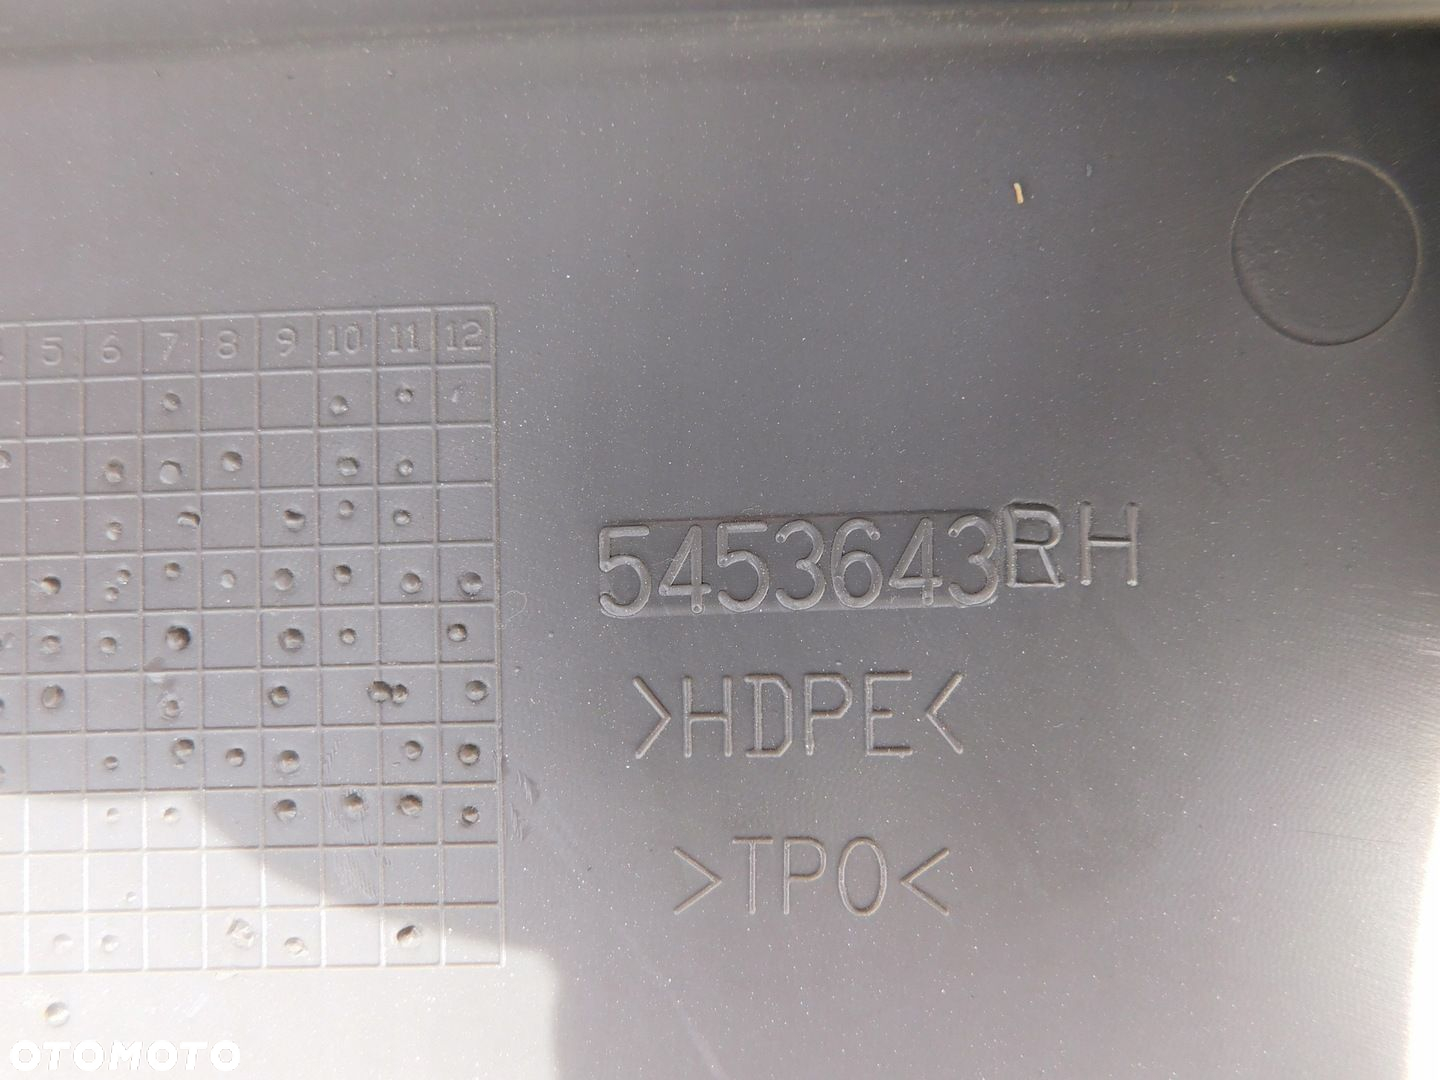 5 6 7 8 9 10 11 12
5453643RH
>HDPE<
>TPO<
OTOMOTO